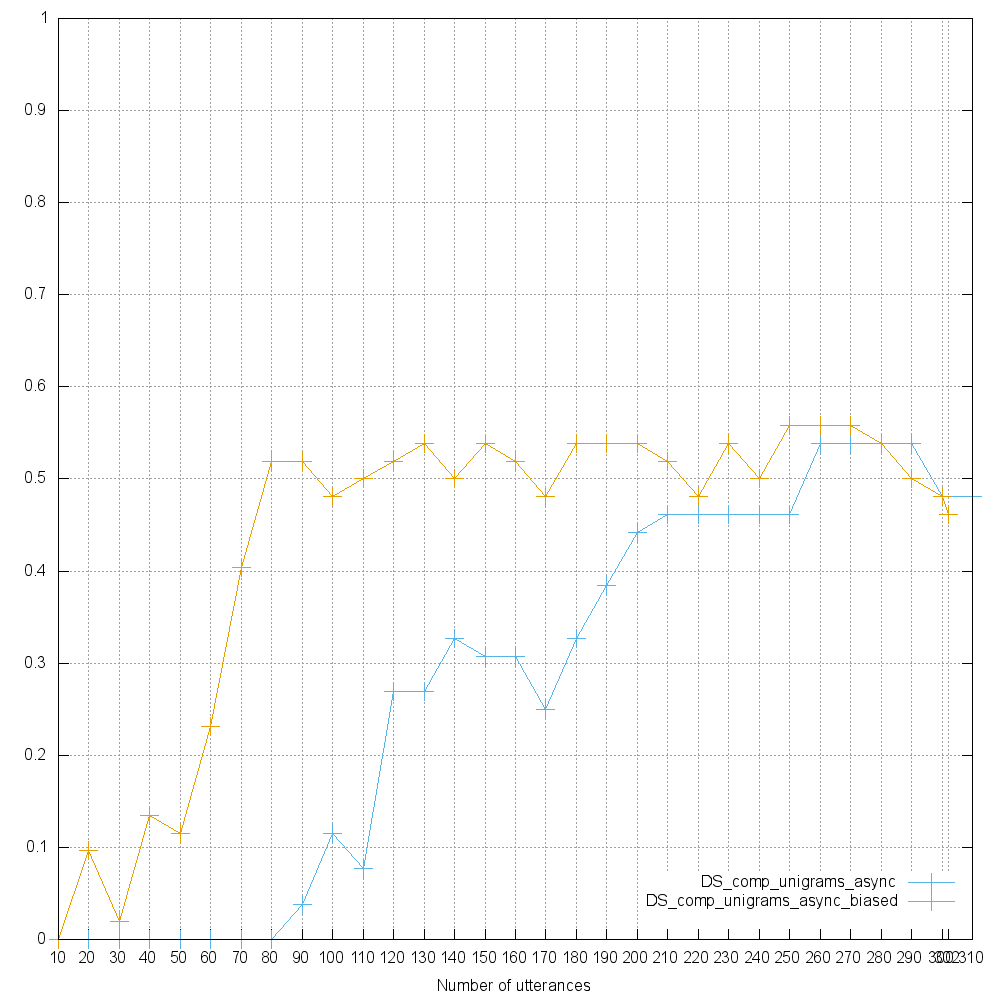 1
0.9
0.8
0.7
0.6
0.5
0.4
0.3
0.2
0.1
0
DS_comp_unigrams_async
DS_comp_unigrams_async_biased
10 20 30 40 50 60 70 80 90 100 110 120 130 140 150 160 170 180 190 200 210 220 230 240 250 260 270 280 290 300 302 310
Number of utterances